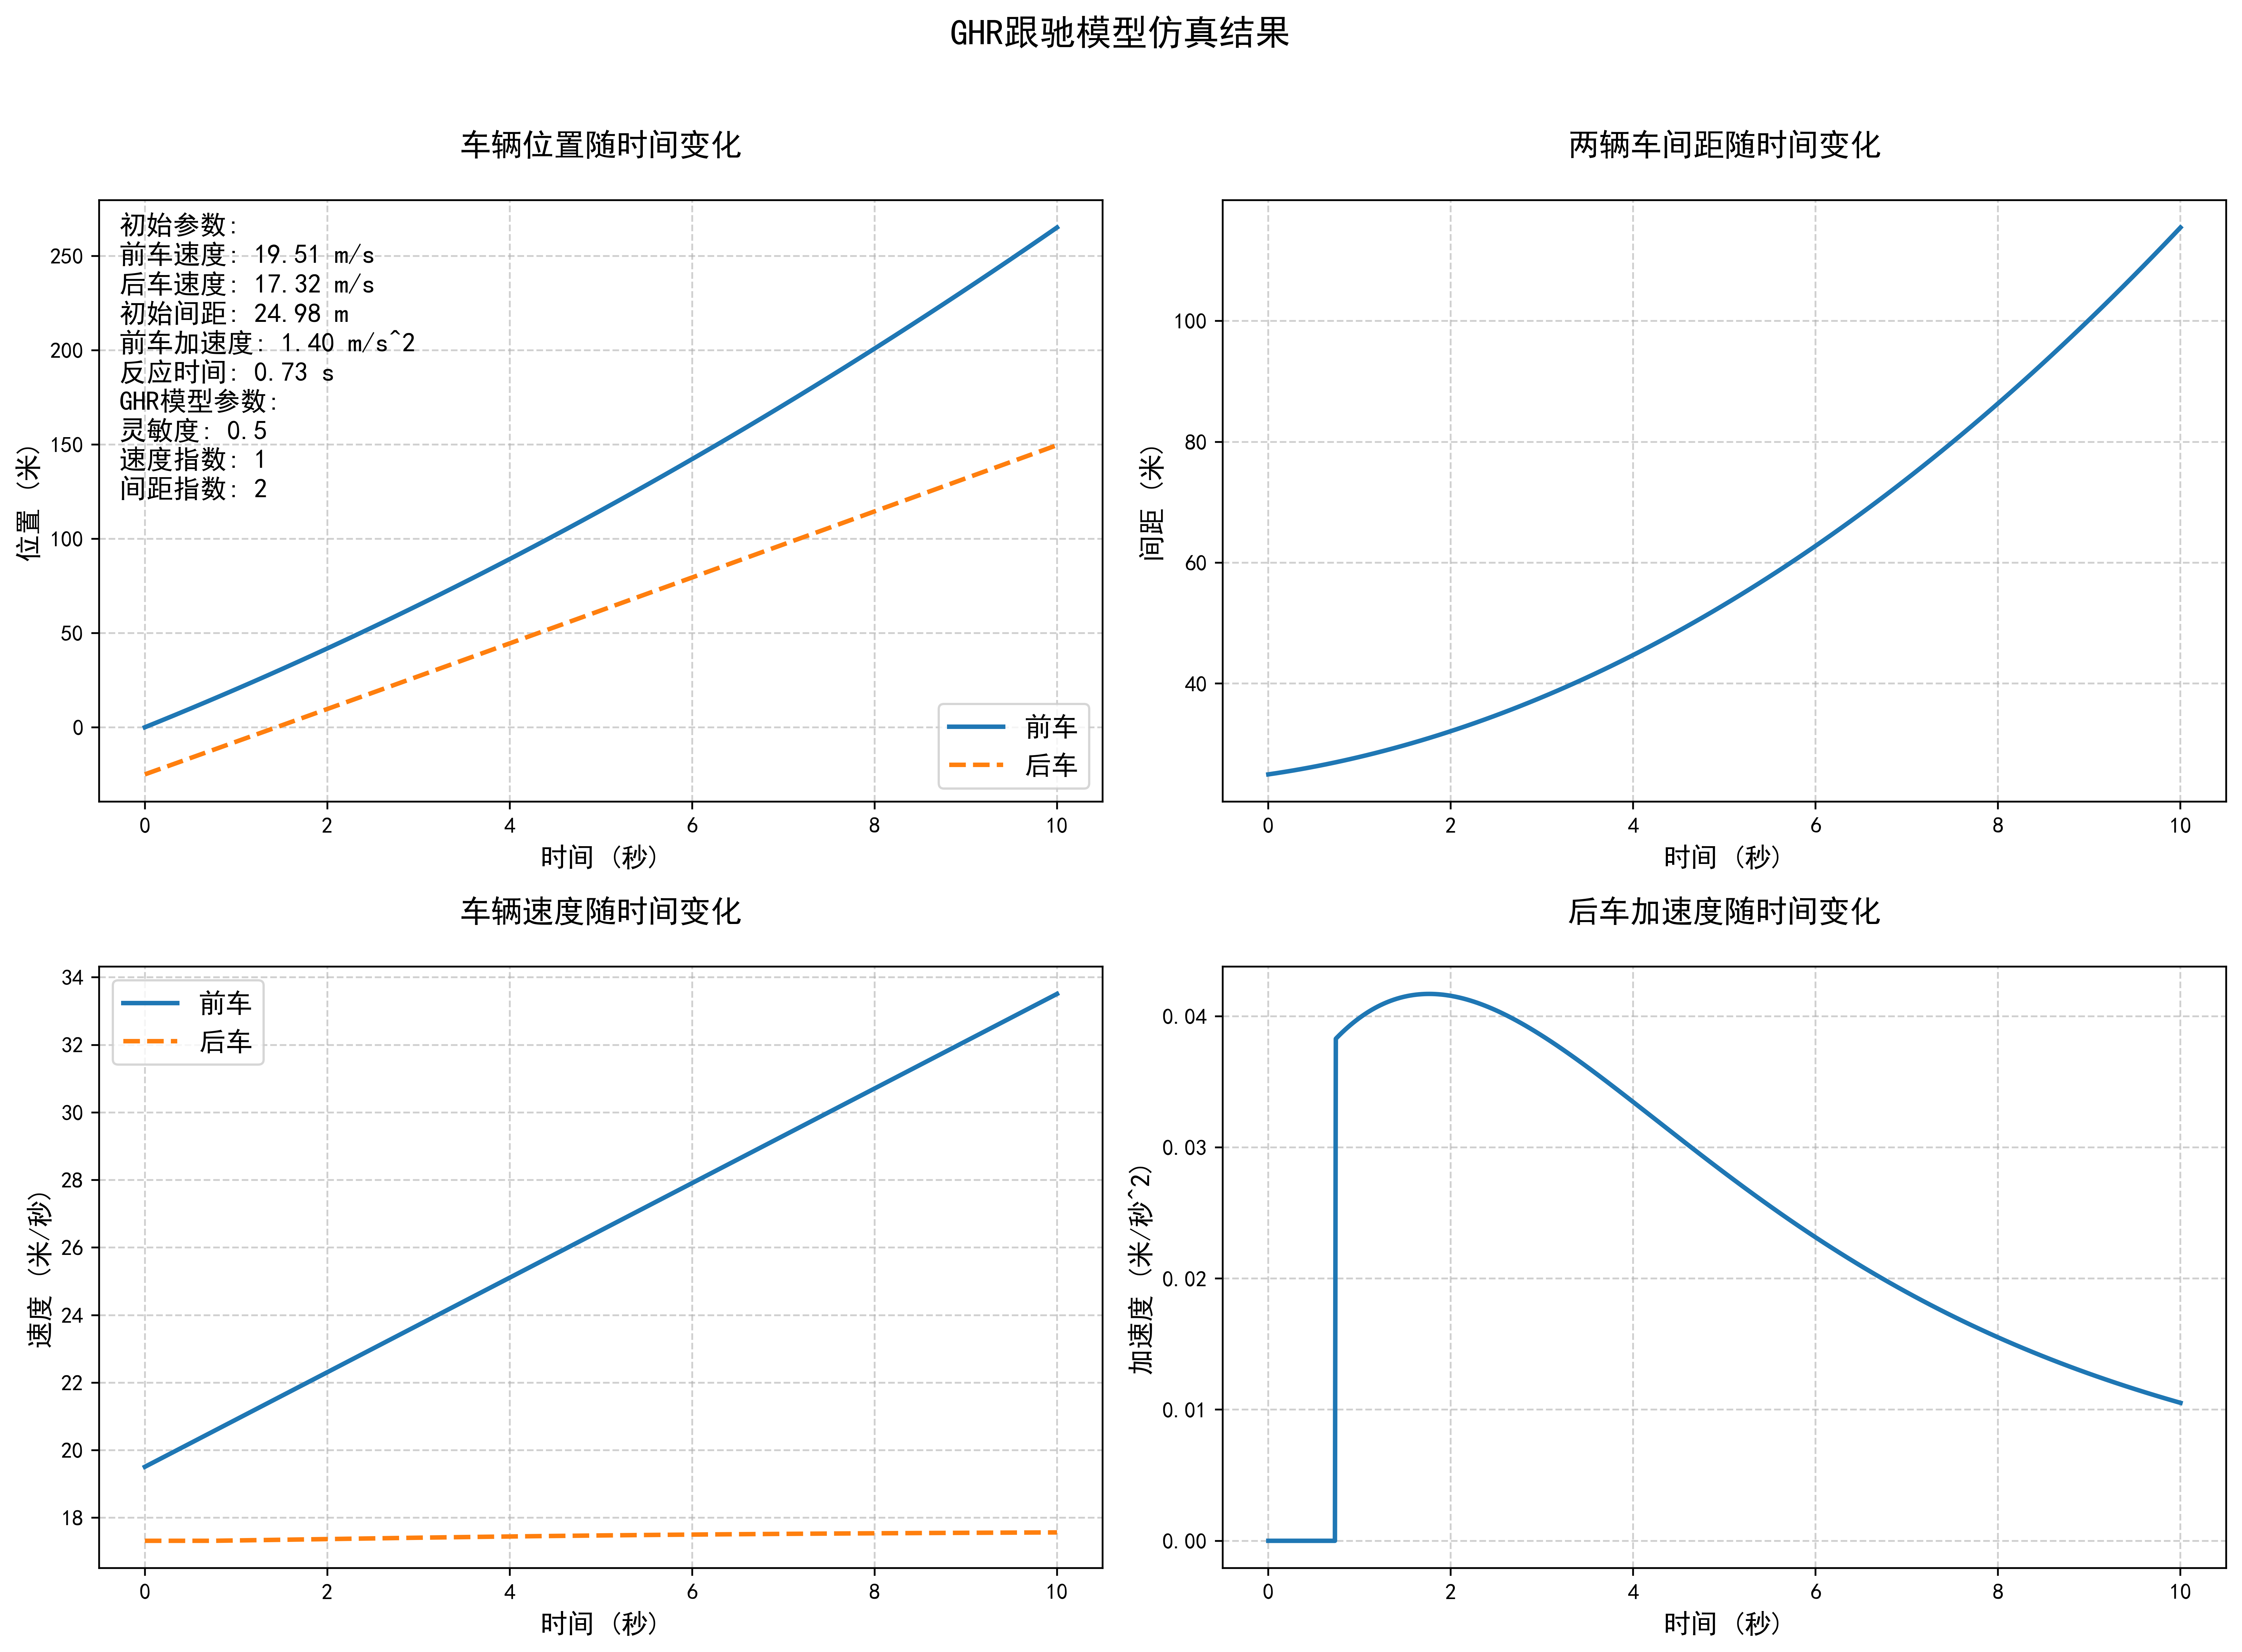 GHR跟驰模型仿真结果
车辆位置随时间变化
初始参数:
前车速度: 19.51 m/s
后车速度: 17.32 m/s
初始间距: 24.98 m
前车加速度: 1.40 m/s^2
反应时间: 0.73 s
GHR模型参数:
灵敏度: 0.5
速度指数: 1
间距指数: 2
250
200
150
100
50
0
位置 (米)
前车
后车
0 2 4 6 8 10
时间 (秒)
两辆车间距随时间变化
100
80
60
40
间距 (米)
0 2 4 6 8 10
时间 (秒)
车辆速度随时间变化
34
32
30
28
26
24
22
20
18
速度 (米/秒)
前车
后车
0 2 4 6 8 10
时间 (秒)
后车加速度随时间变化
0.04
0.03
0.02
0.01
0.00
加速度 (米/秒^2)
0 2 4 6 8 10
时间 (秒)